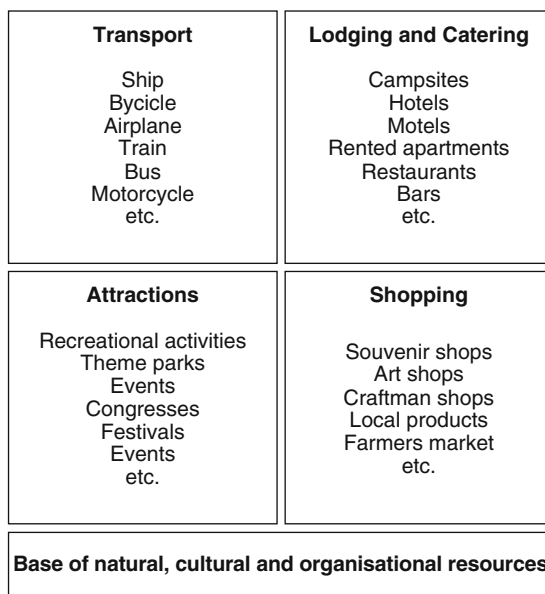 Transport
Ship
Bycicle
Airplane
Train
Bus
Motorcycle
etc.
Lodging and Catering
Campsites
Hotels
Motels
Rented apartments
Restaurants
Bars
etc.
Attractions
Recreational activities
Theme parks
Events
Congresses
Festivals
Events
etc.
Shopping
Souvenir shops
Art shops
Craftman shops
Local products
Farmers market
etc.
Base of natural, cultural and organisational resources